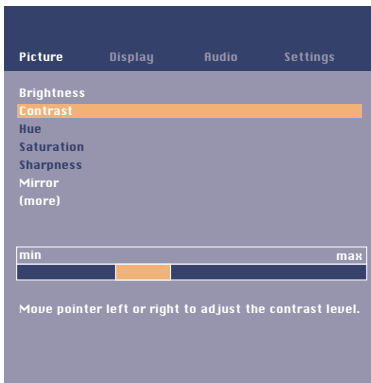 Picture Display Audio Settings
Brightness
Contrast
Hue
Saturation
Sharpness
Mirror
(more)
min max
Move pointer left or right to adjust the contrast level.